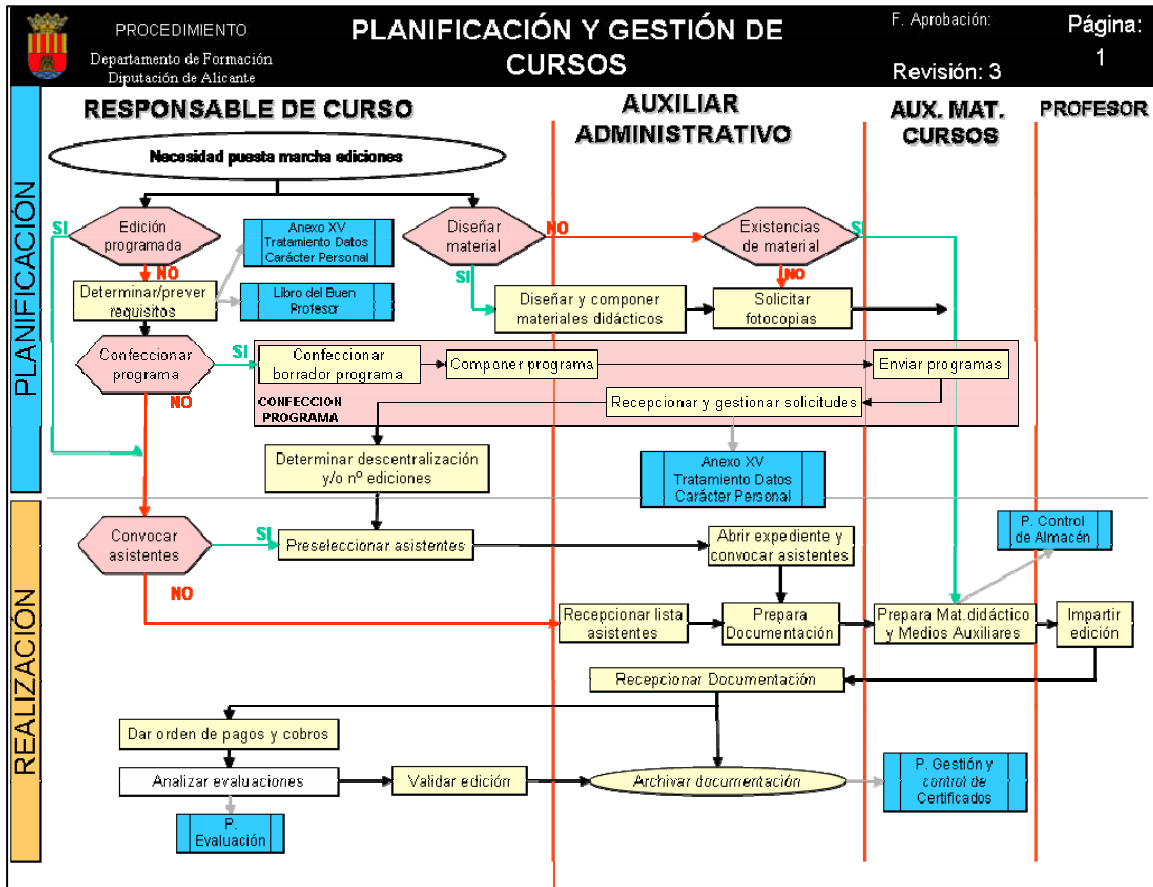 PROCEDIMIENTO
Departamento de Formación
Diputación de Alicante
PLANIFICACIÓN Y GESTIÓN DE
CURSOS
F. Aprobación:
Revisión: 3
Página:
1
PLANIFICACIÓN
RESPONSABLE DE CURSO
AUXILIAR
ADMINISTRATIVO
AUX. MAT.
CURSOS
PROFESOR
Necesidad puesta marcha ediciones
SI
Edición
programada
NO
Anexo XV
Tratamiento Datos
Carácter Personal
Diseñar
material
NO
SI
Existencias
de material
SI
NO
Determinar/prever
requisitos
Libro del Buen
Profesor
Diseñar y componer
materiales didácticos
Solicitar
fotocopias
Confeccionar
programa
SI
NO
Confeccionar
borrador programa
Componer programa
Enviar programas
CONFECCION
PROGRAMA
Recepcionar y gestionar solicitudes
Determinar descentralización
y/o nº ediciones
Anexo XV
Tratamiento Datos
Carácter Personal
REALIZACIÓN
Convocar
asistentes
SI
NO
Preseleccionar asistentes
Abrir expediente y
convocar asistentes
P. Control
de Almacén
Recepcionar lista
asistentes
Prepara
Documentación
Prepara Mat.didáctico
y Medios Auxiliares
Impartir
edición
Recepcionar Documentación
Dar orden de pagos y cobros
Analizar evaluaciones
Validar edición
Archivar documentación
P. Gestión y
control de
Certificados
P.
Evaluación